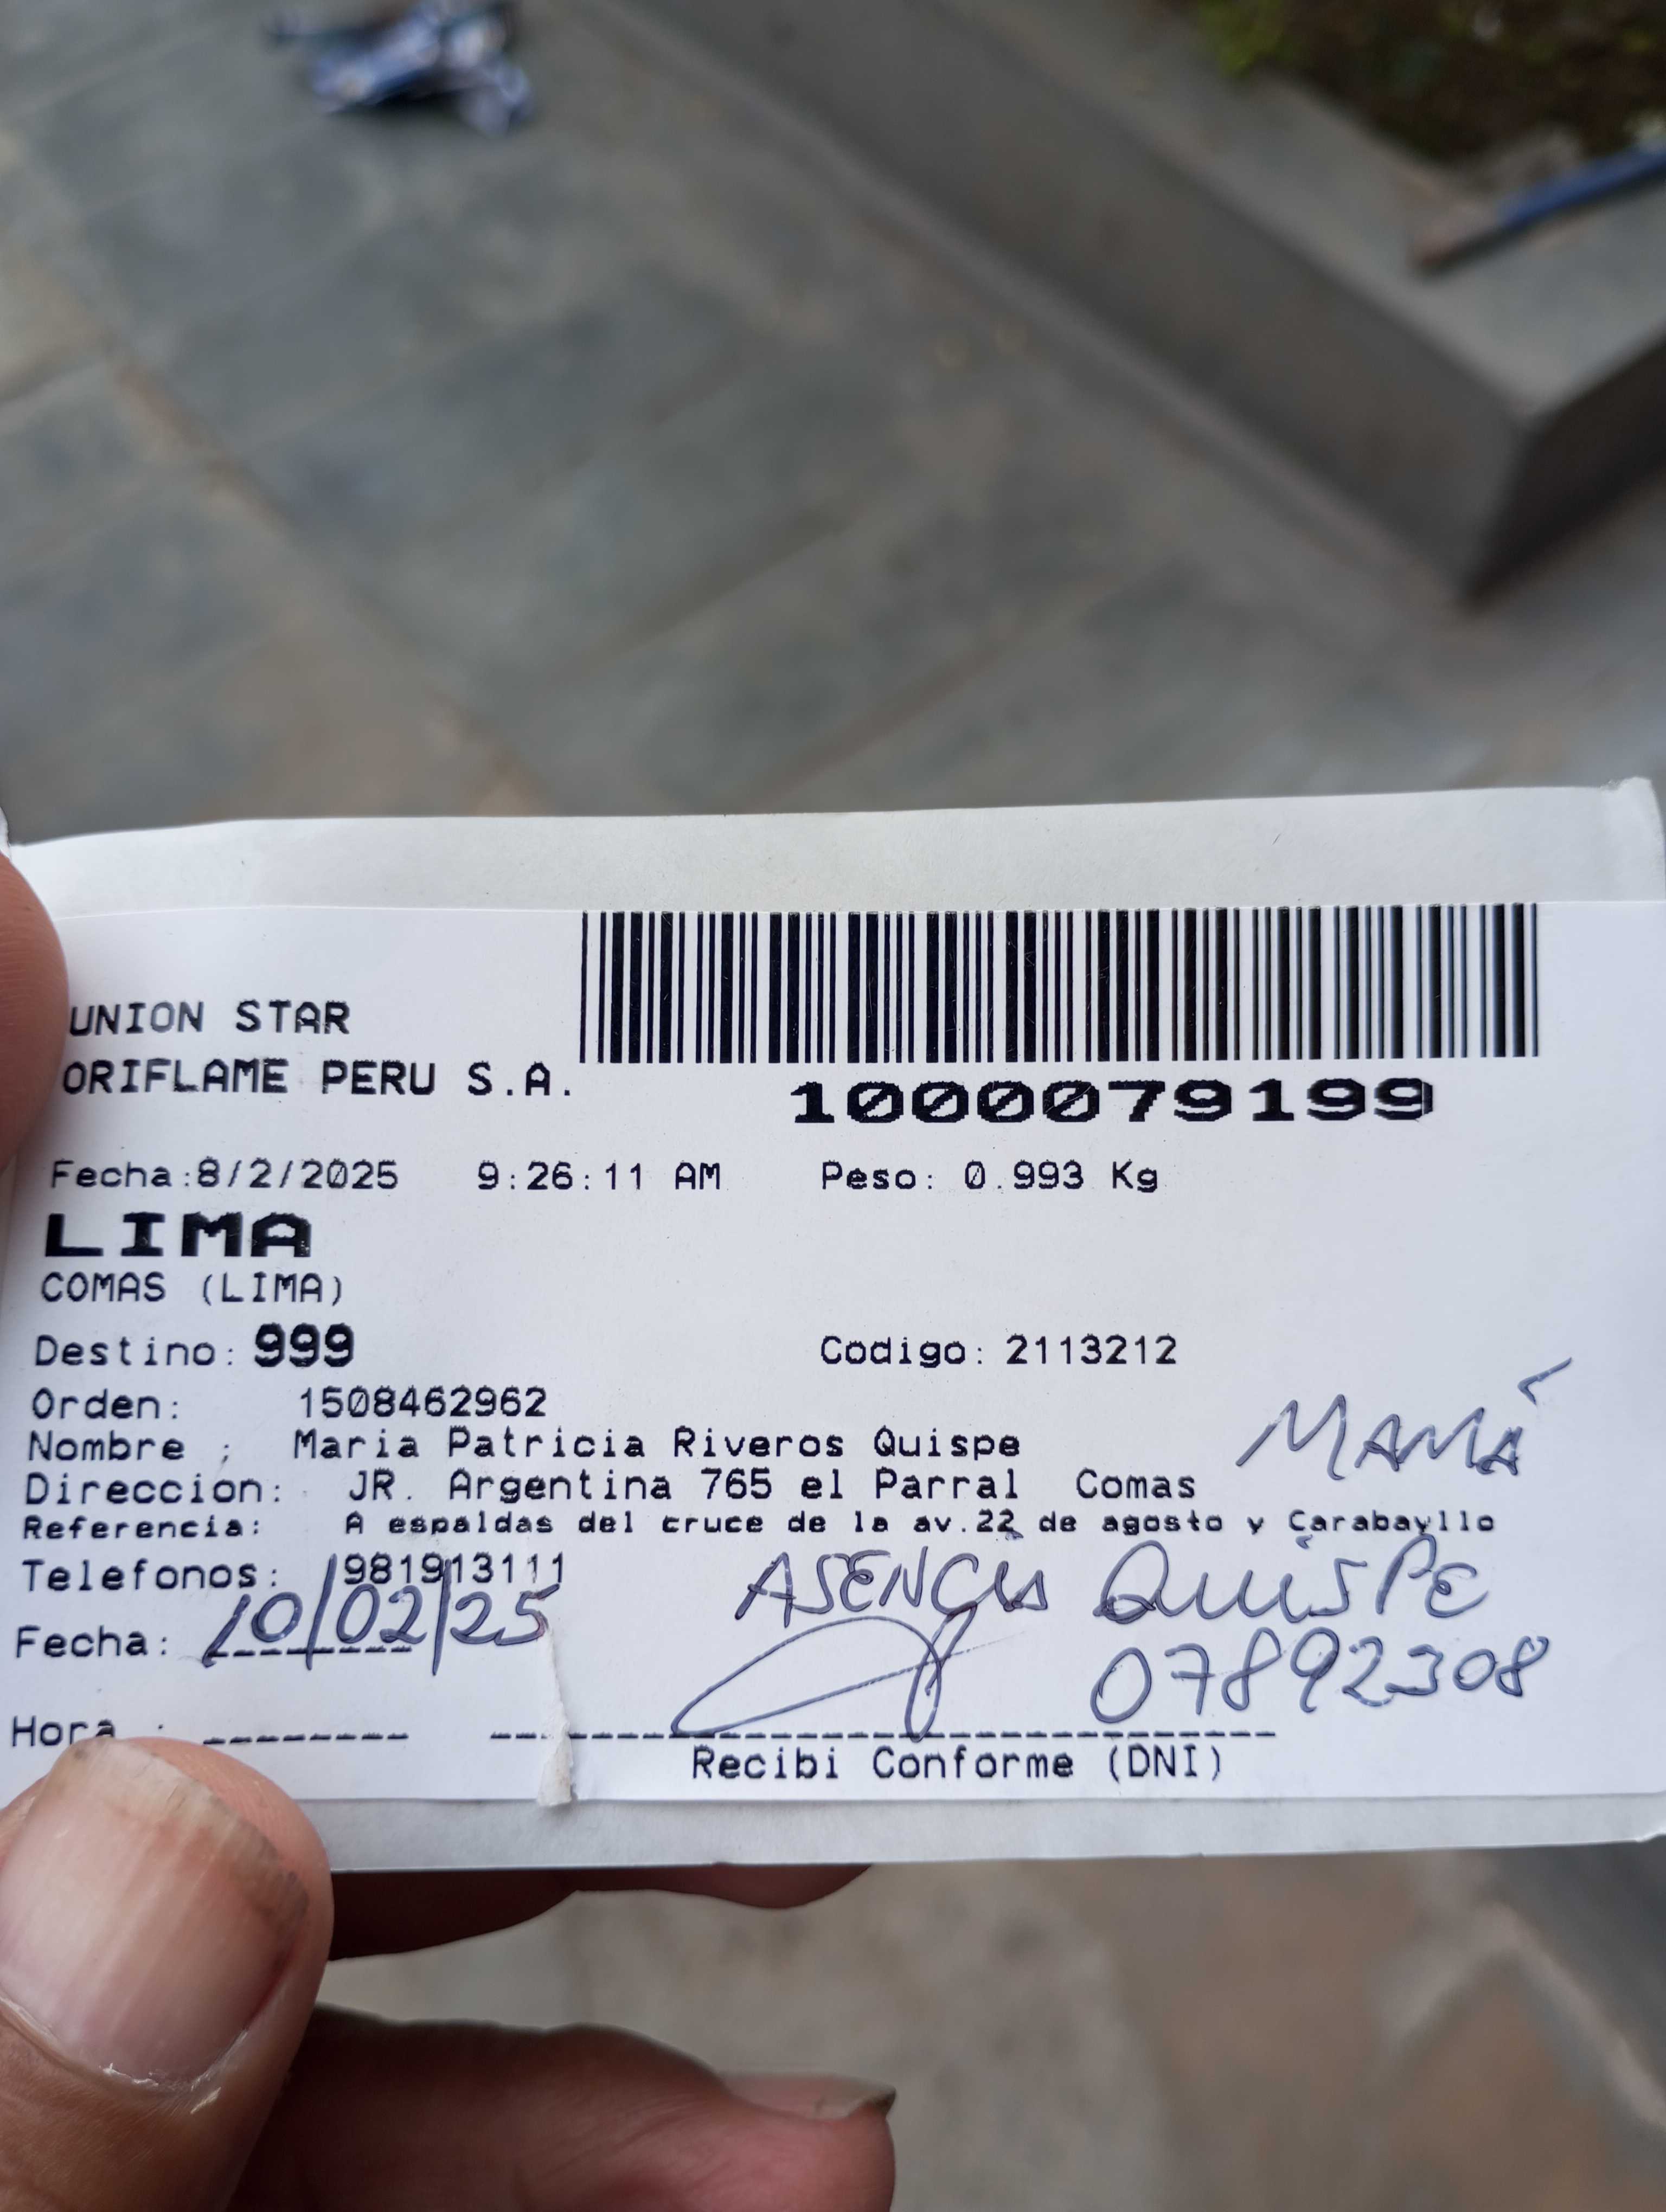 UNION STAR
ORIFLAME PERU S.A.
1000079199
Fecha:8/2/2025 9:26:11 AM Peso: 0.993 Kg
LIMA
COMAS (LIMA)
Destino: 999 Codigo: 2113212
Orden: 1508462962
Nombre : Maria Patricia Riveros Quispe
MAMÁ
Direccion: JR. Argentina 765 el Parral Comas
Referencia: A espaldas del cruce de la av.22 de agosto y Carabayllo
Telefonos: 981913111
ASENCIA QUISPE
Fecha: 10/02/25
07892308
Hora :
Recibi Conforme (DNI)